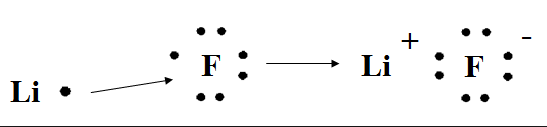 Li • F → Li + F -